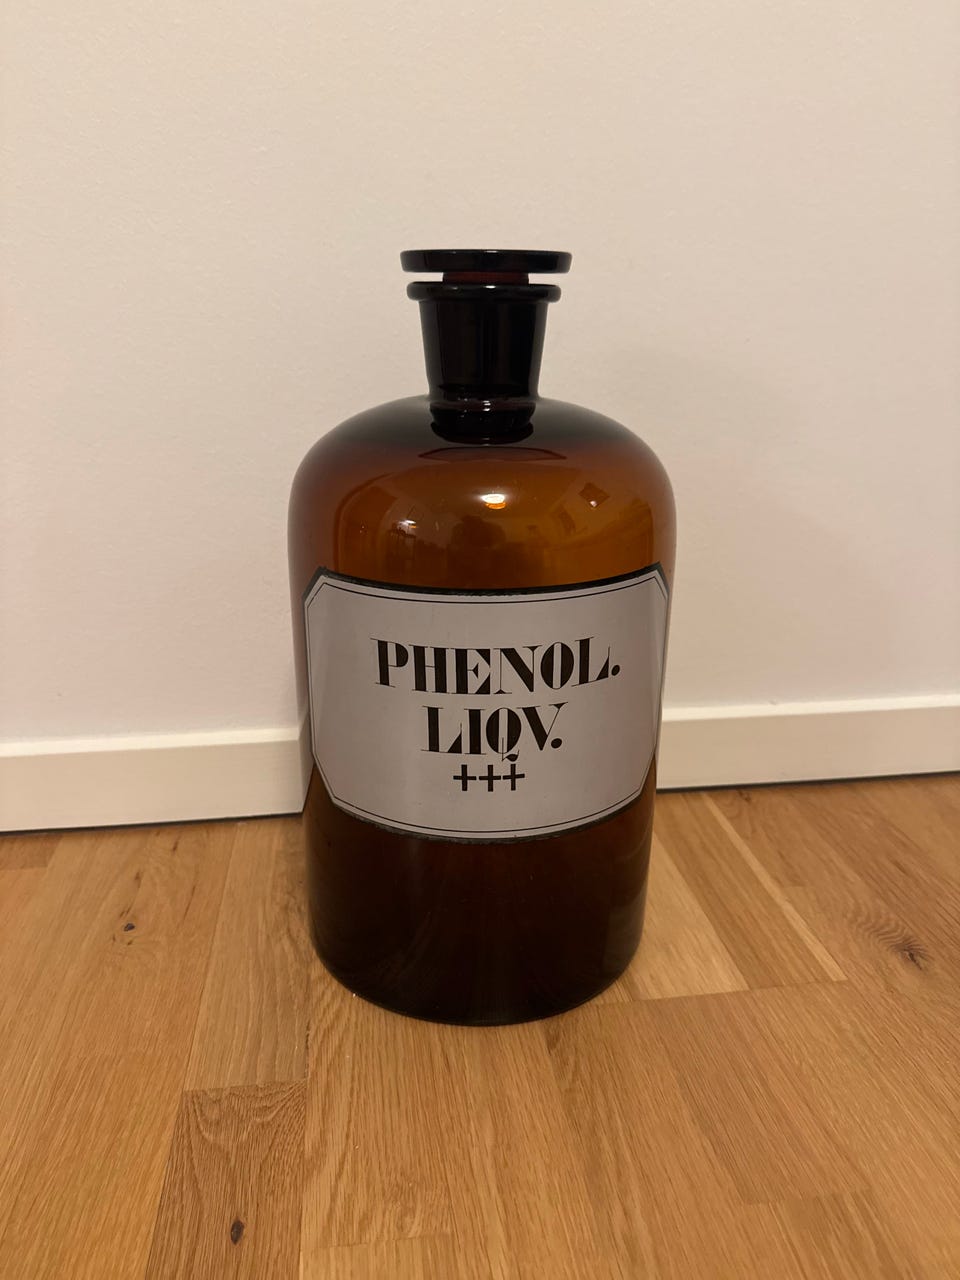 PHENOL.
LIQV.
+++